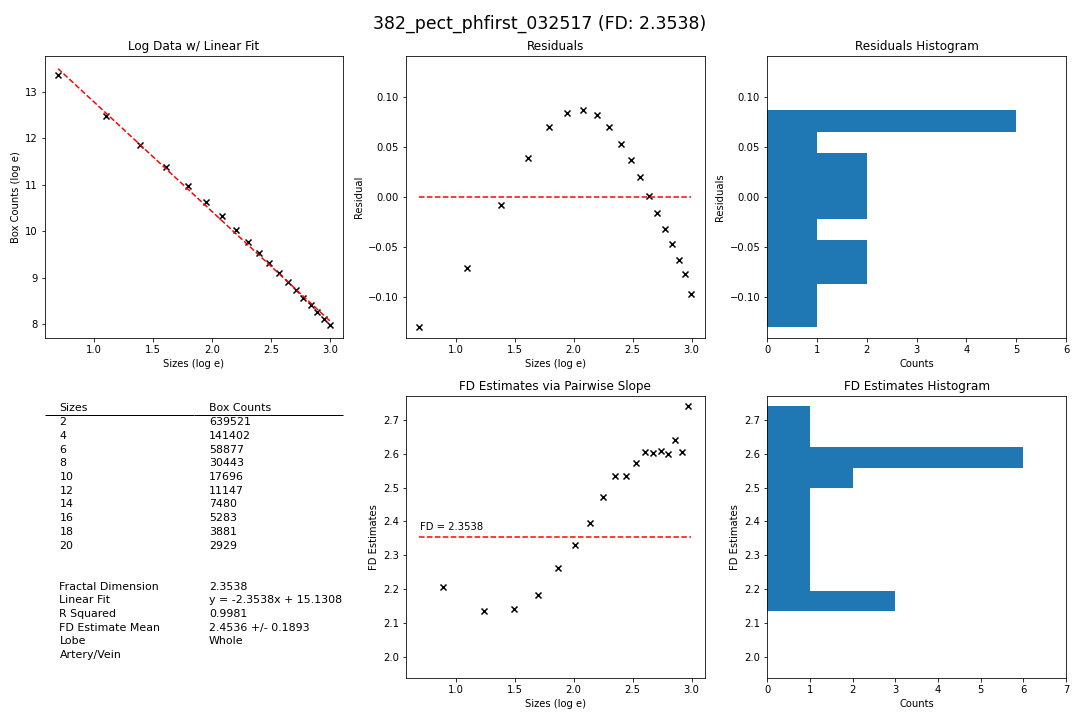 382_pect_phfirst_032517 (FD: 2.3538)
Log Data w/ Linear Fit
Box Counts (log e)
13
12
11
10
9
8
1.0 1.5 2.0 2.5 3.0
Sizes (log e)
Residuals
Residual
0.10
0.05
0.00
−0.05
−0.10
1.0 1.5 2.0 2.5 3.0
Sizes (log e)
Residuals Histogram
Residuals
0.10
0.05
0.00
−0.05
−0.10
0 1 2 3 4 5 6
Counts
Sizes Box Counts
2 639521
4 141402
6 58877
8 30443
10 17696
12 11147
14 7480
16 5283
18 3881
20 2929
Fractal Dimension 2.3538
Linear Fit y = -2.3538x + 15.1308
R Squared 0.9981
FD Estimate Mean 2.4536 +/- 0.1893
Lobe Whole
Artery/Vein
FD Estimates via Pairwise Slope
FD Estimates
2.7
2.6
2.5
2.4
2.3
2.2
2.1
2.0
FD = 2.3538
1.0 1.5 2.0 2.5 3.0
Sizes (log e)
FD Estimates Histogram
FD Estimates
2.7
2.6
2.5
2.4
2.3
2.2
2.1
2.0
0 1 2 3 4 5 6 7
Counts